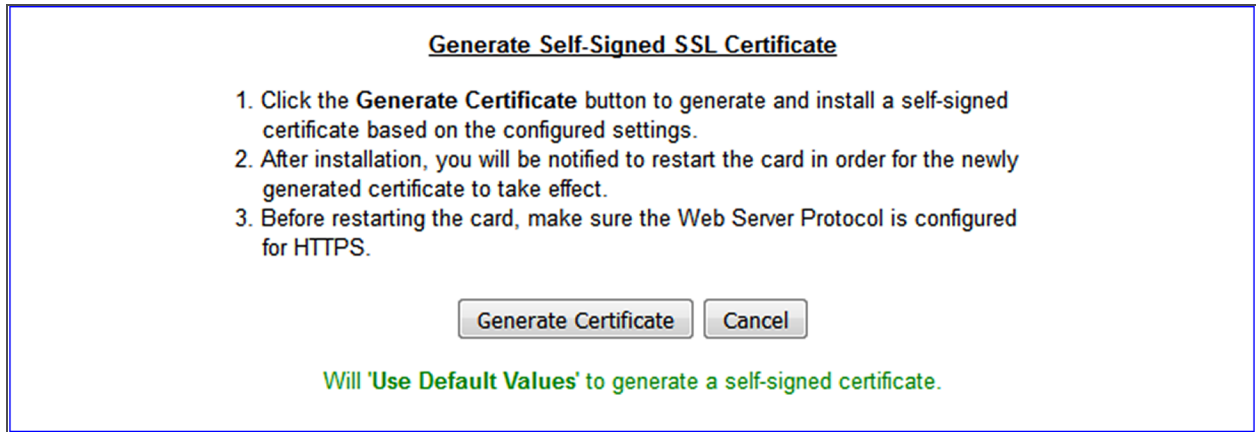 Generate Self-Signed SSL Certificate
1. Click the Generate Certificate button to generate and install a self-signed
certificate based on the configured settings.
2. After installation, you will be notified to restart the card in order for the newly
generated certificate to take effect.
3. Before restarting the card, make sure the Web Server Protocol is configured
for HTTPS.
Generate Certificate Cancel
Will 'Use Default Values' to generate a self-signed certificate.